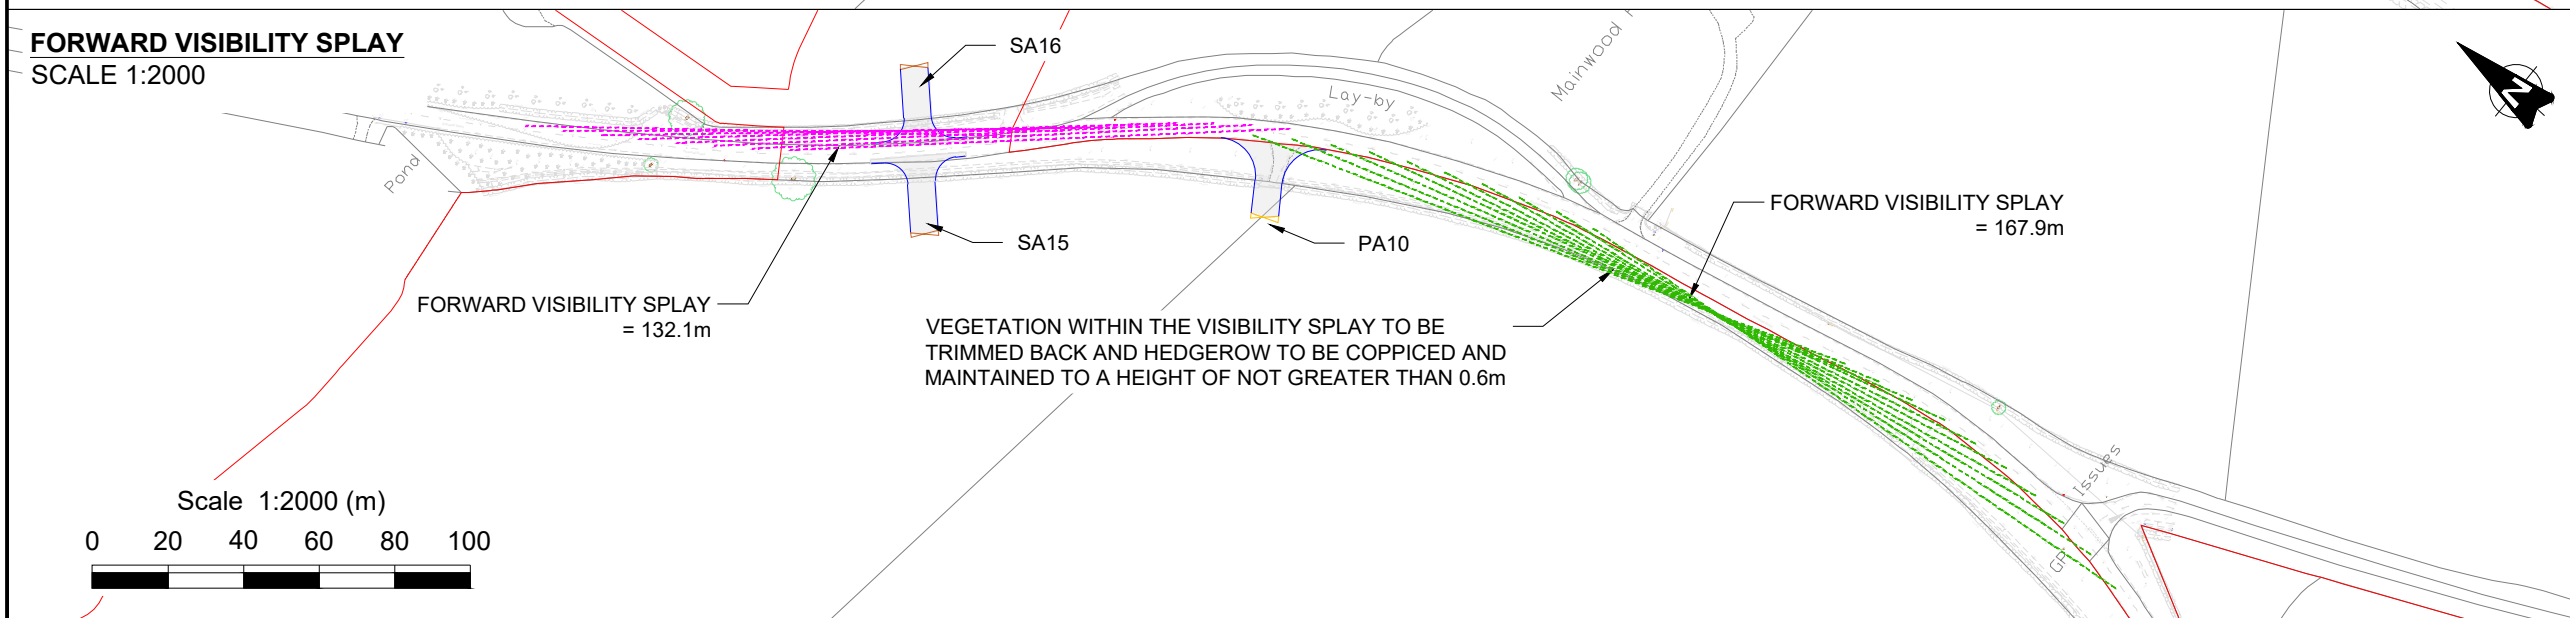 FORWARD VISIBILITY SPLAY
SCALE 1:2000
SA16
Lay-by
Mainwood
N
Pond
FORWARD VISIBILITY SPLAY
= 167.9m
SA15
PA10
FORWARD VISIBILITY SPLAY
= 132.1m
VEGETATION WITHIN THE VISIBILITY SPLAY TO BE
TRIMMED BACK AND HEDGEROW TO BE COPPICED AND
MAINTAINED TO A HEIGHT OF NOT GREATER THAN 0.6m
Issues
GP
Scale 1:2000 (m)
0 20 40 60 80 100